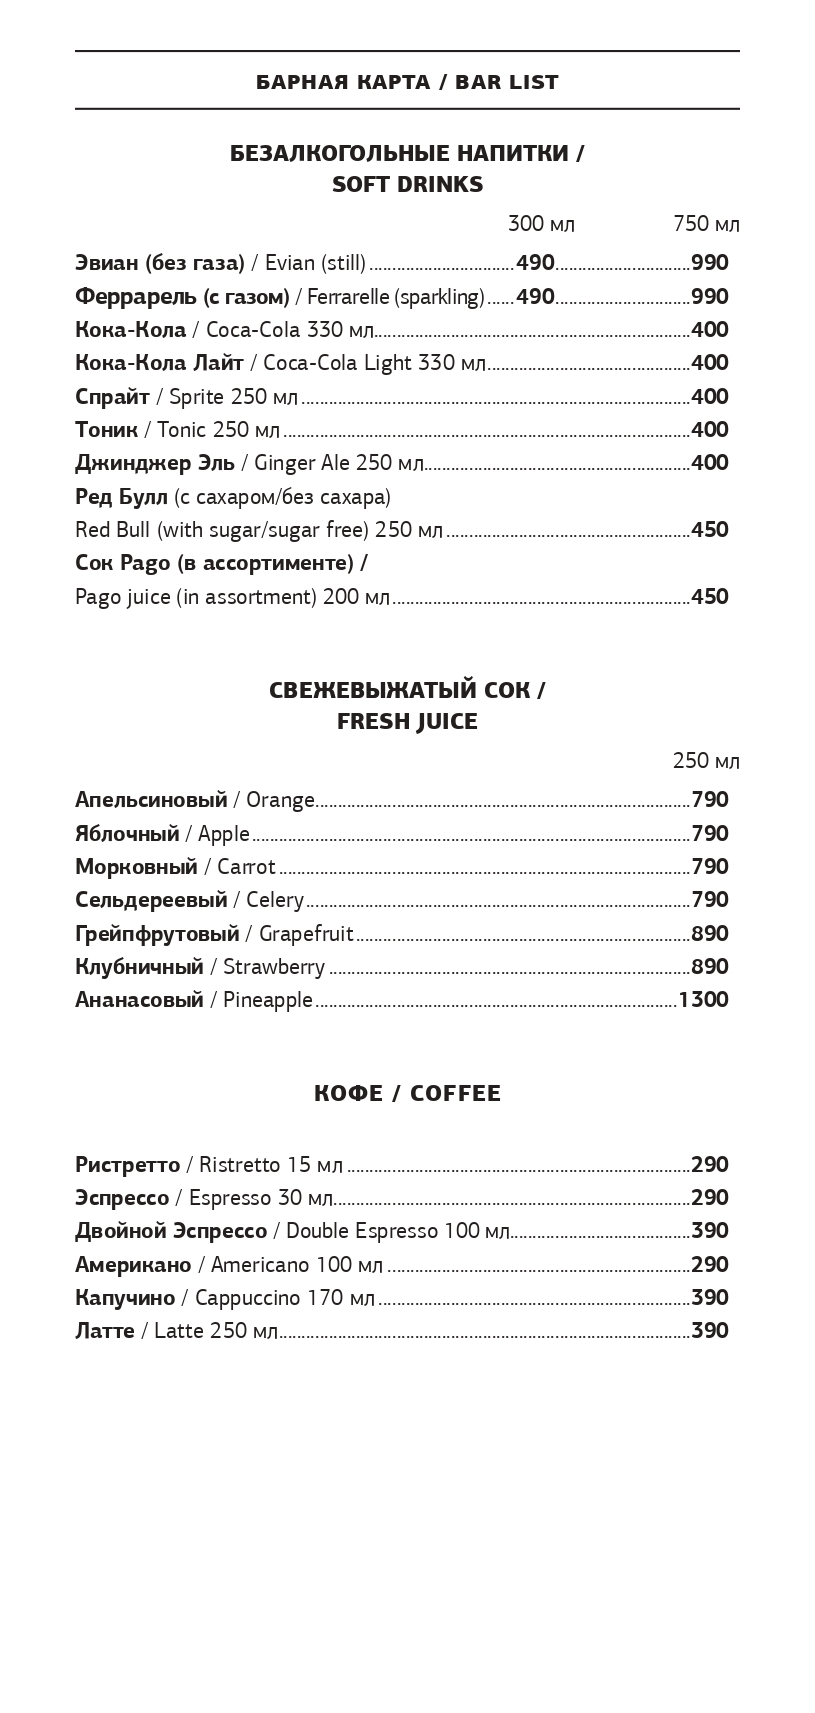 БАРНАЯ КАРТА / BAR LIST
БЕЗАЛКОГОЛЬНЫЕ НАПИТКИ /
SOFT DRINKS
300 мл 750 мл
Эвиан (без газа) / Evian (still)................................490..............................990
Феррарель (с газом) / Ferrarelle (sparkling)......490..............................990
Кока-Кола / Coca-Cola 330 мл......................................................................400
Кока-Кола Лайт / Coca-Cola Light 330 мл.............................................400
Спрайт / Sprite 250 мл......................................................................................400
Тоник / Tonic 250 мл..........................................................................................400
Джинджер Эль / Ginger Ale 250 мл...........................................................400
Ред Булл (с сахаром/без сахара)
Red Bull (with sugar/sugar free) 250 мл......................................................450
Сок Pago (в ассортименте) /
Pago juice (in assortment) 200 мл..................................................................450
СВЕЖЕВЫЖАТЫЙ СОК /
FRESH JUICE
250 мл
Апельсиновый / Orange...................................................................................790
Яблочный / Apple.................................................................................................790
Морковный / Carrot...........................................................................................790
Сельдереевый / Celery.....................................................................................790
Грейпфрутовый / Grapefruit..........................................................................890
Клубничный / Strawberry................................................................................890
Ананасовый / Pineapple................................................................................1300
КОФЕ / COFFEE
Ристретто / Ristretto 15 мл............................................................................290
Эспрессо / Espresso 30 мл...............................................................................290
Двойной Эспрессо / Double Espresso 100 мл........................................390
Американо / Americano 100 мл...................................................................290
Капучино / Cappuccino 170 мл.....................................................................390
Латте / Latte 250 мл...........................................................................................390